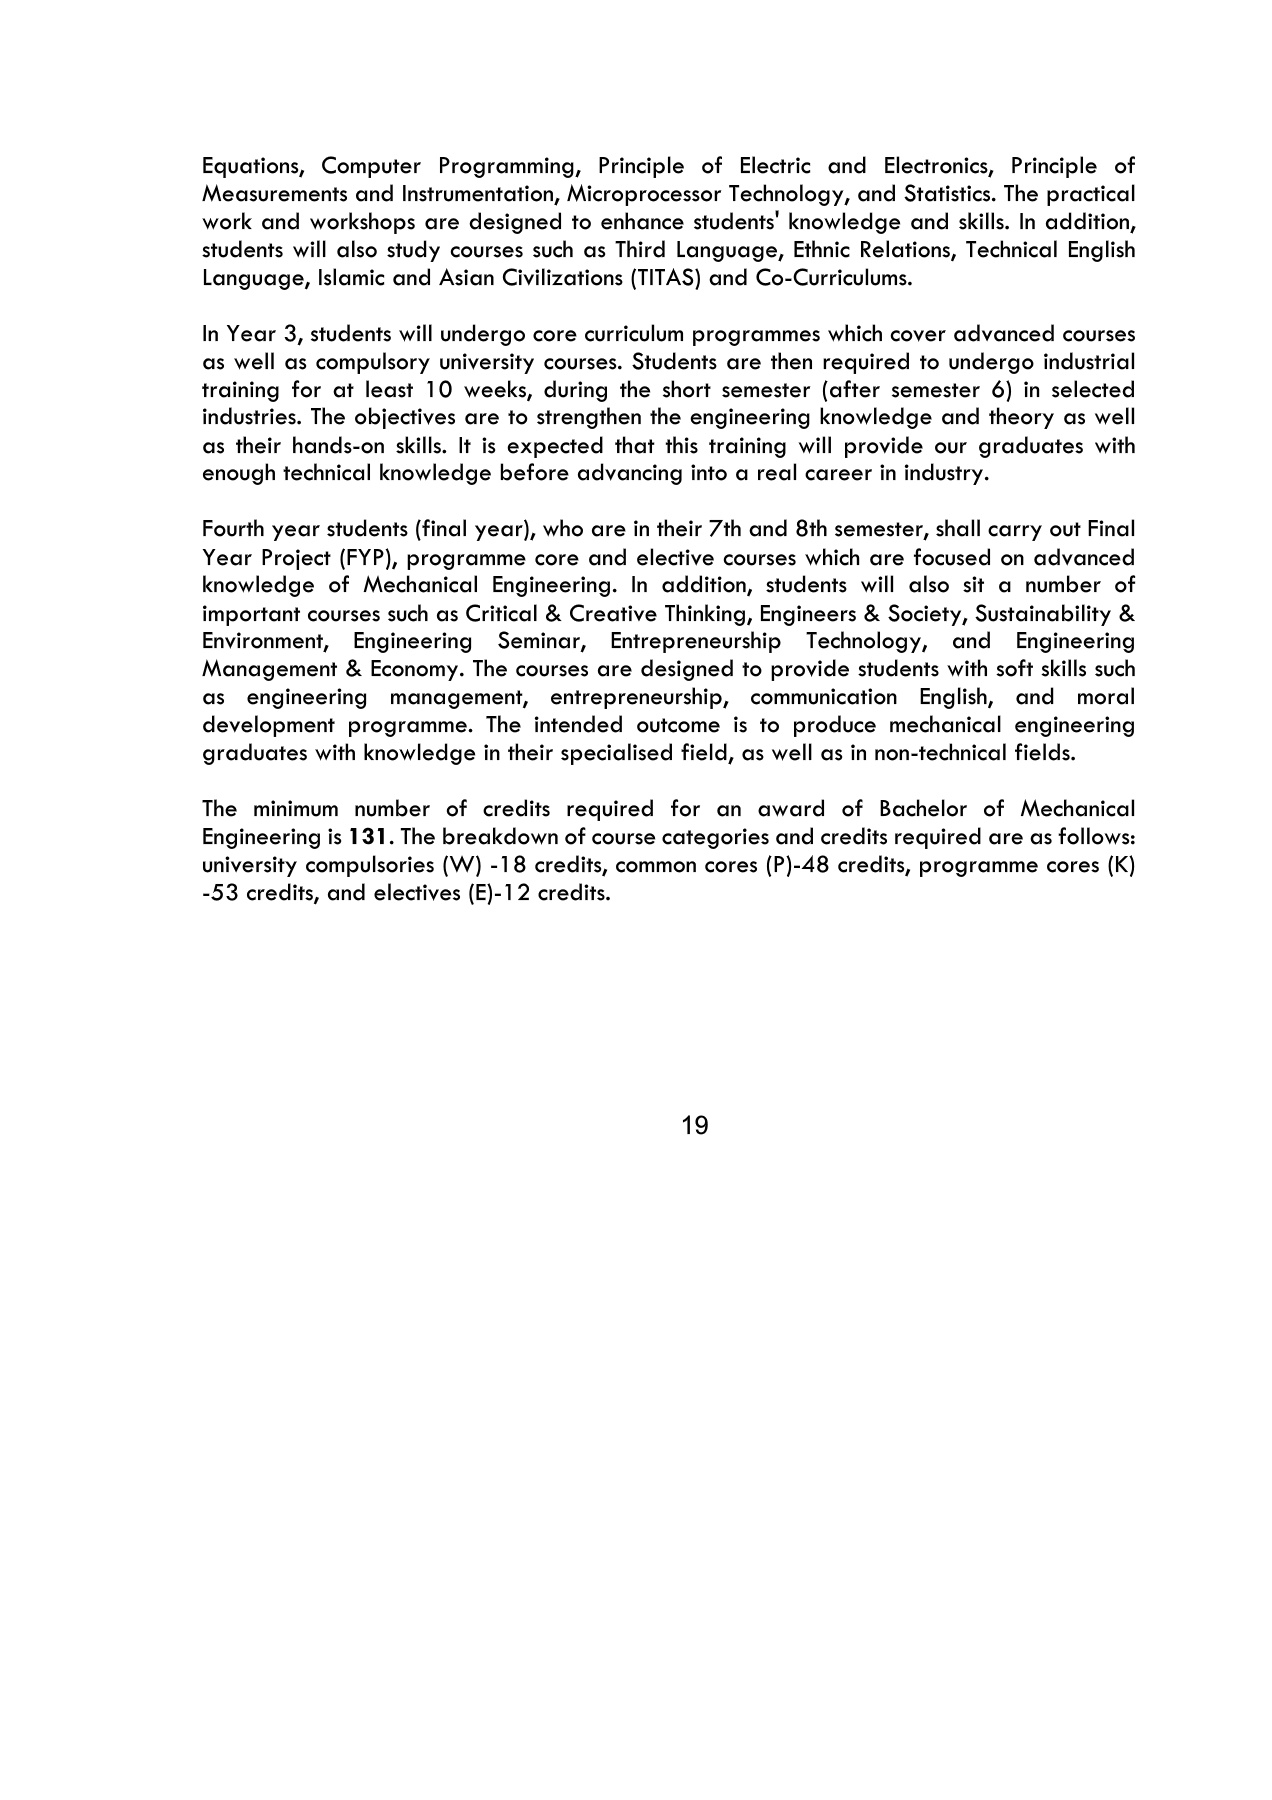 Equations, Computer Programming, Principle of Electric and Electronics, Principle of
Measurements and Instrumentation, Microprocessor Technology, and Statistics. The practical
work and workshops are designed to enhance students' knowledge and skills. In addition,
students will also study courses such as Third Language, Ethnic Relations, Technical English
Language, Islamic and Asian Civilizations (TITAS) and Co-Curriculums.
In Year 3, students will undergo core curriculum programmes which cover advanced courses
as well as compulsory university courses. Students are then required to undergo industrial
training for at least 10 weeks, during the short semester (after semester 6) in selected
industries. The objectives are to strengthen the engineering knowledge and theory as well
as their hands-on skills. It is expected that this training will provide our graduates with
enough technical knowledge before advancing into a real career in industry.
Fourth year students (final year), who are in their 7th and 8th semester, shall carry out Final
Year Project (FYP), programme core and elective courses which are focused on advanced
knowledge of Mechanical Engineering. In addition, students will also sit a number of
important courses such as Critical & Creative Thinking, Engineers & Society, Sustainability &
Environment, Engineering Seminar, Entrepreneurship Technology, and Engineering
Management & Economy. The courses are designed to provide students with soft skills such
as engineering management, entrepreneurship, communication English, and moral
development programme. The intended outcome is to produce mechanical engineering
graduates with knowledge in their specialised field, as well as in non-technical fields.
The minimum number of credits required for an award of Bachelor of Mechanical
Engineering is 131. The breakdown of course categories and credits required are as follows:
university compulsories (W) -18 credits, common cores (P)-48 credits, programme cores (K)
-53 credits, and electives (E)-12 credits.
19